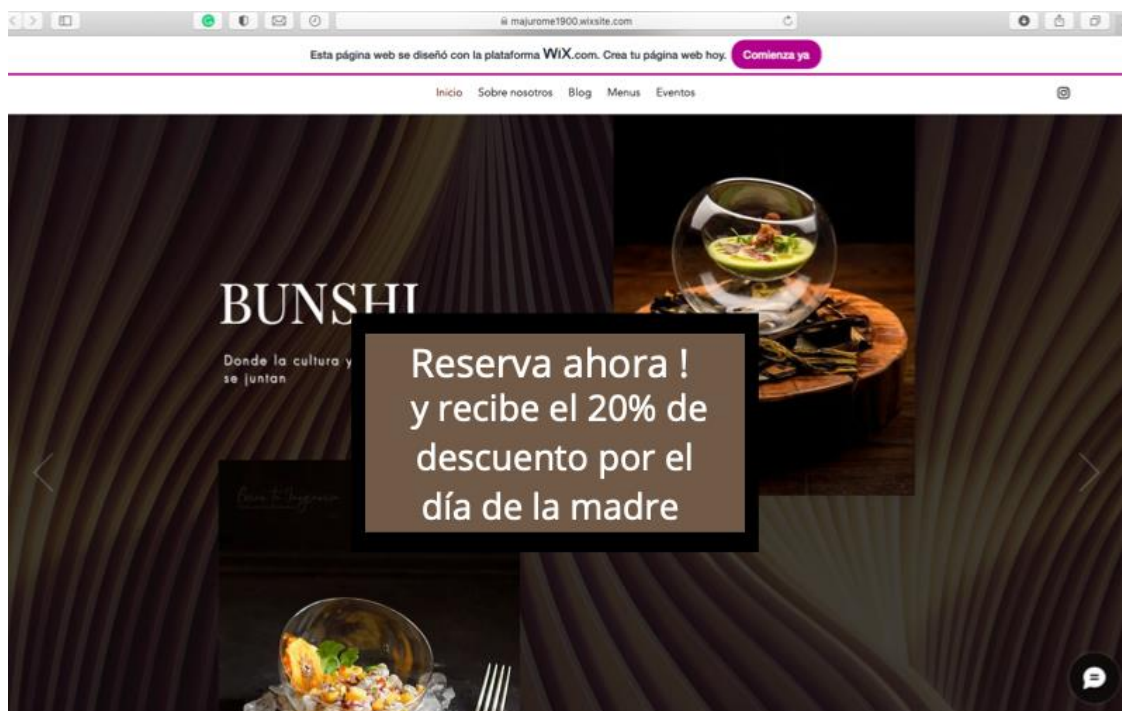 majurome1900.wixsite.com
Esta página web se diseñó con la plataforma WiX.com. Crea tu página web hoy. Comienza ya
Inicio Sobre nosotros Blog Menus Eventos
BUNSHI
Donde la cultura y
se juntan
Reserva ahora !
y recibe el 20% de
descuento por el
día de la madre